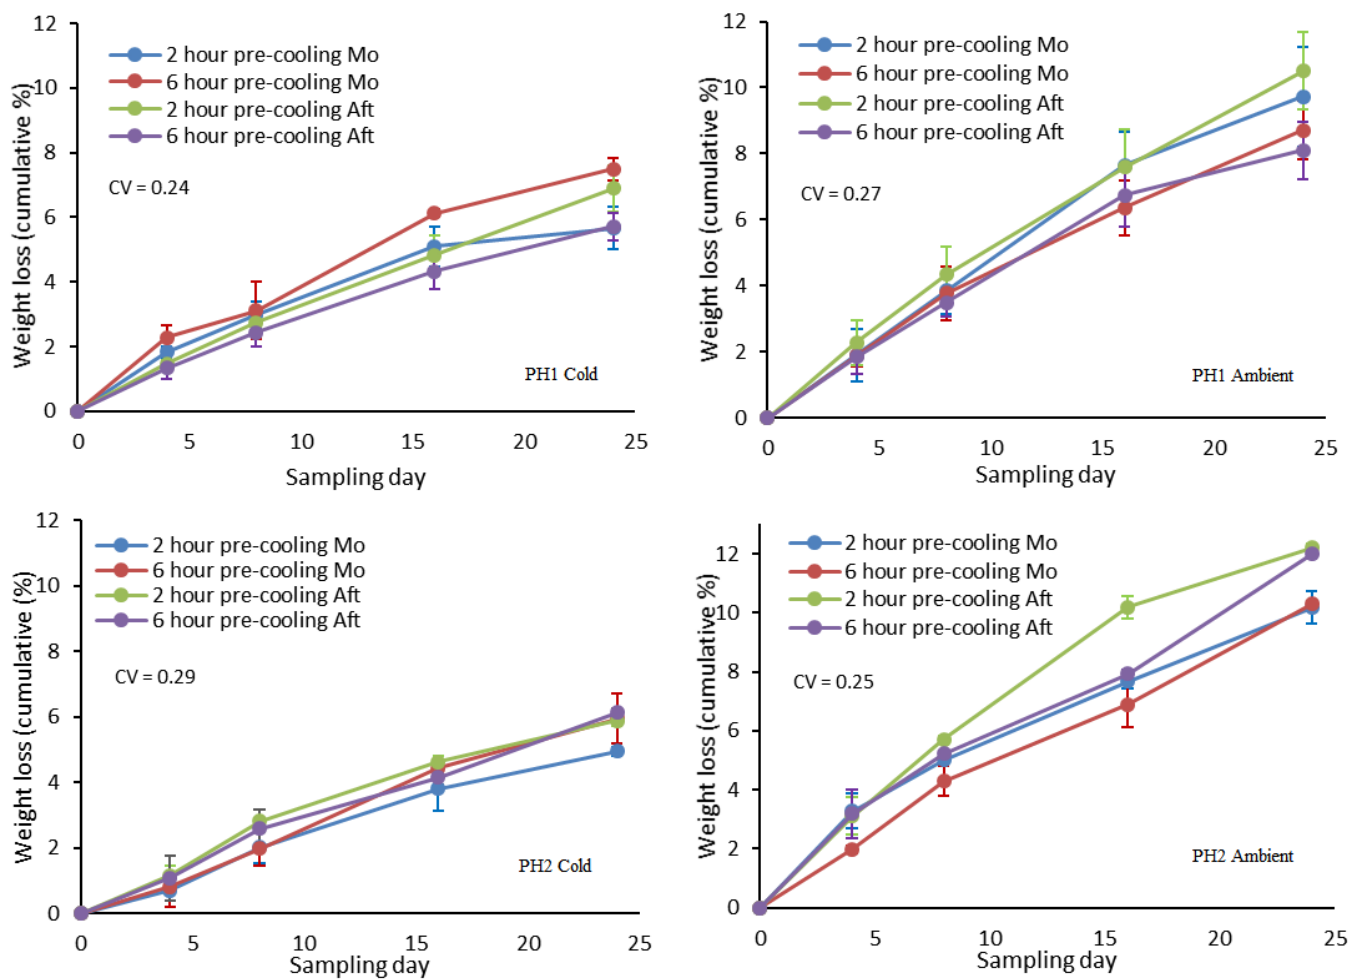 12
10
8
6
4
2
0
Weight loss (cumulative %)
2 hour pre-cooling Mo
6 hour pre-cooling Mo
2 hour pre-cooling Aft
6 hour pre-cooling Aft
CV = 0.24
PH1 Cold
0 5 10 15 20 25
Sampling day
12
10
8
6
4
2
0
Weight loss (cumulative %)
2 hour pre-cooling Mo
6 hour pre-cooling Mo
2 hour pre-cooling Aft
6 hour pre-cooling Aft
CV = 0.27
PH1 Ambient
0 5 10 15 20 25
Sampling day
12
10
8
6
4
2
0
Weight loss (cumulative (%)
2 hour pre-cooling Mo
6 hour pre-cooling Mo
2 hour pre-cooling Aft
6 hour pre-cooling Aft
CV = 0.29
PH2 Cold
0 5 10 15 20 25
Sampling day
12
10
8
6
4
2
0
Weight loss (cumulative %)
2 hour pre-cooling Mo
6 hour pre-cooling Mo
2 hour pre-cooling Aft
6 hour pre-cooling Aft
CV = 0.25
PH2 Ambient
0 5 10 15 20 25
Sampling day